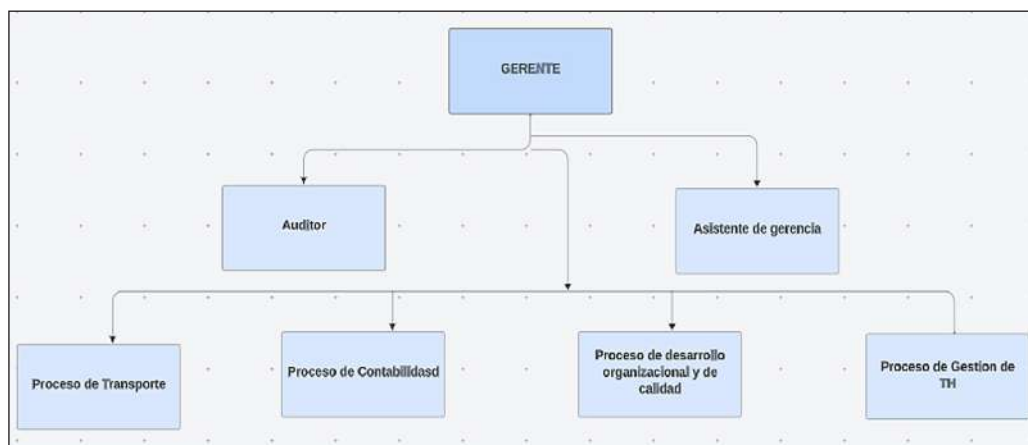 GERENTE
Auditor
Asistente de gerencia
Proceso de Transporte
Proceso de Contabilidasd
Proceso de desarrollo
organizacional y de
calidad
Proceso de Gestion de
TH